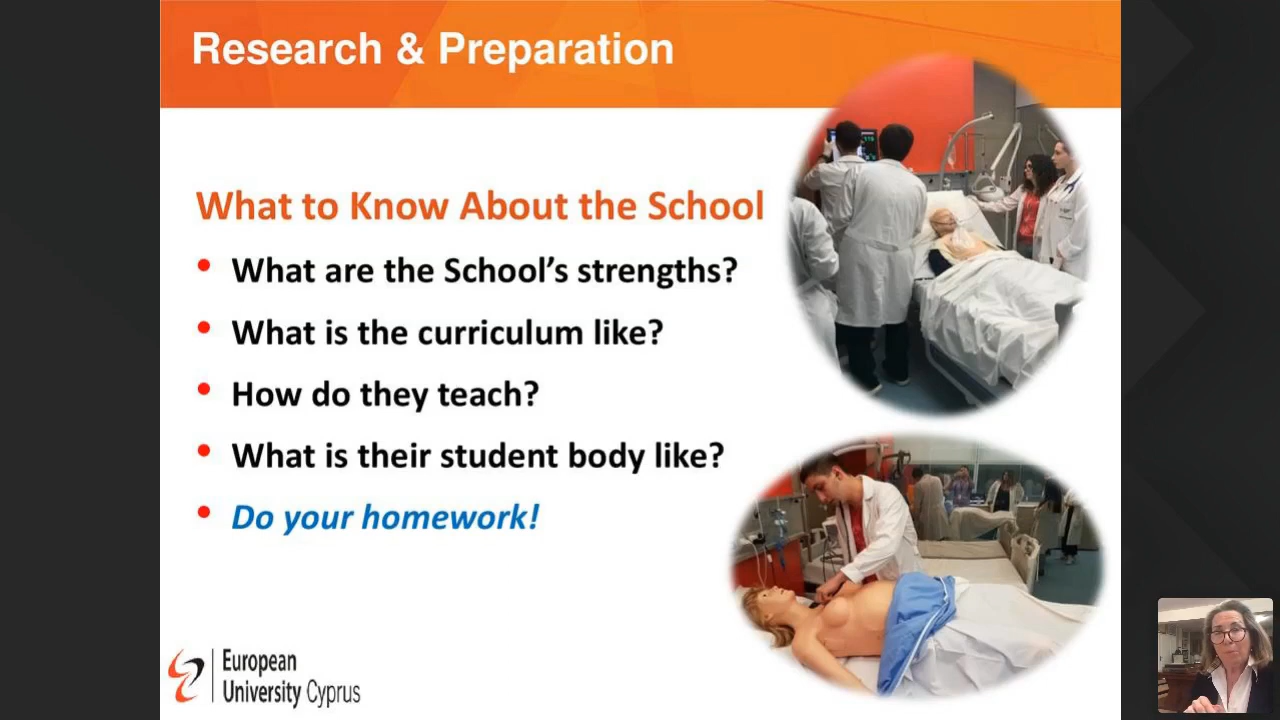 Research & Preparation
What to Know About the School
• What are the School’s strengths?
• What is the curriculum like?
• How do they teach?
• What is their student body like?
• Do your homework!
European
University Cyprus